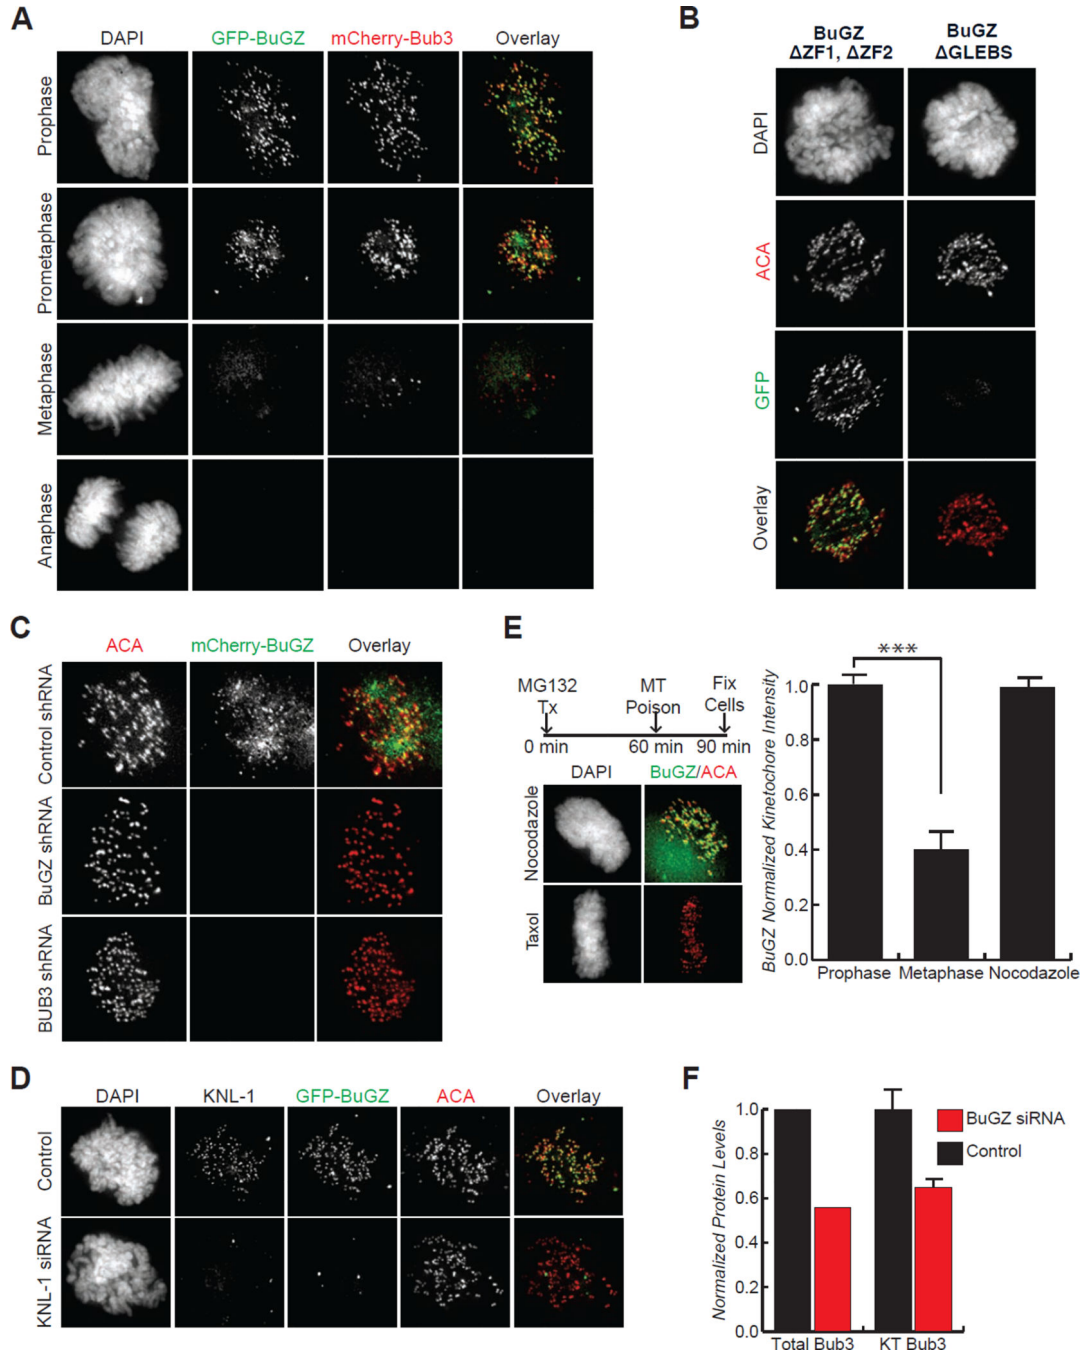 A
DAPI GFP-BuGZ mCherry-Bub3 Overlay
Prophase
Prometaphase
Metaphase
Anaphase
B
BuGZ
ΔZF1, ΔZF2
BuGZ
ΔGLEBS
DAPI
ACA
GFP
Overlay
C
ACA mCherry-BuGZ Overlay
Control shRNA
BuGZ shRNA
BUB3 shRNA
D
DAPI KNL-1 GFP-BuGZ ACA Overlay
Control
KNL-1 siRNA
E
MG132
Tx
MT
Poison
Fix
Cells
0 min 60 min 90 min
DAPI BuGZ/ACA
Nocodazole
Taxol
BuGZ Normalized Kinetochore Intensity
1.0
0.8
0.6
0.4
0.2
0.0
***
Prophase Metaphase Nocodazole
F
Normalized Protein Levels
1.0
0.8
0.6
0.4
0.2
0.0
BuGZ siRNA
Control
Total Bub3 KT Bub3